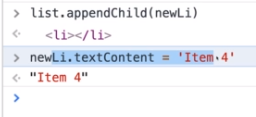 > list.appendChild(newLi)
<· <li></li>
> newLi.textContent = 'Item 4'
<· "Item 4"
>